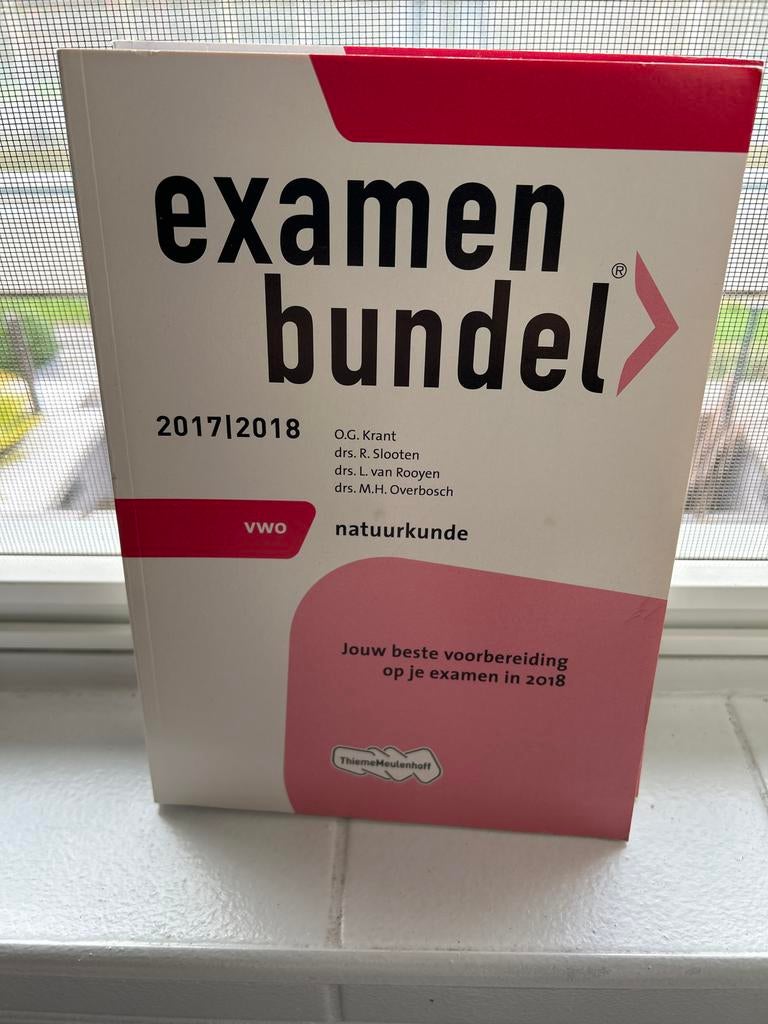 examen
bundel®
2017|2018
O.G. Krant
drs. R. Slooten
drs. L. van Rooyen
drs. M.H. Overbosch
vwo
natuurkunde
Jouw beste voorbereiding
op je examen in 2018
ThiemeMeulenhoff